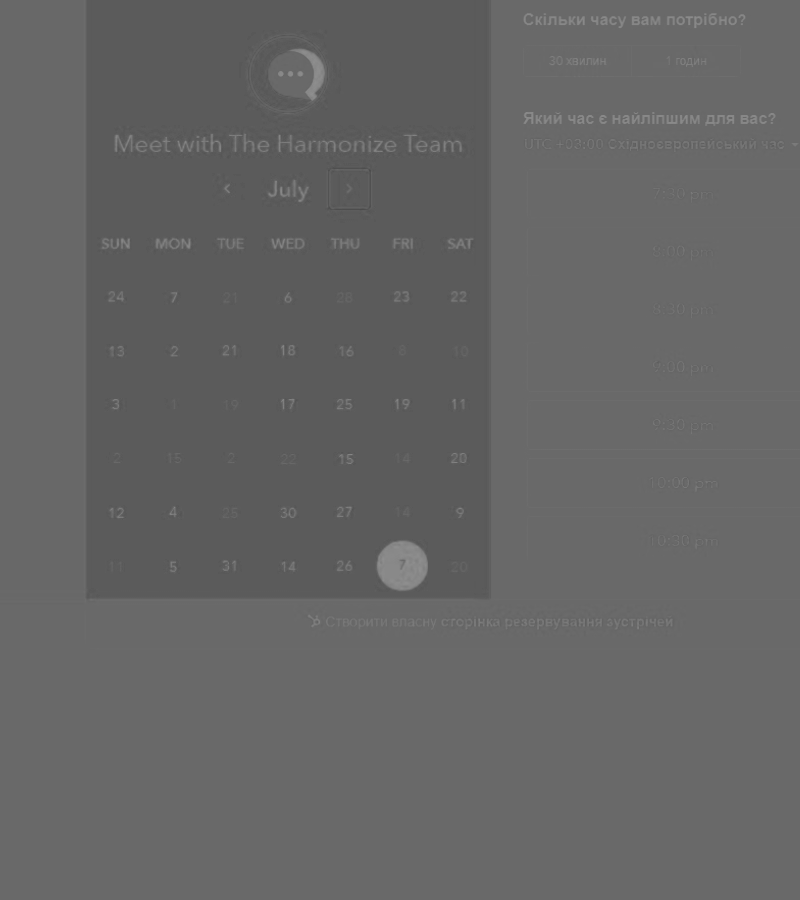 Meet with The Harmonize Team
July
SUN MON TUE WED THU FRI SAT
24 7 21 6 28 23 22
13 2 21 18 16 8 10
3 1 19 17 25 19 11
2 15 2 22 15 14 20
12 4 25 30 27 14 9
11 5 31 14 26 7 20
Скільки часу вам потрібно?
30 хвилин 1 годин
Який час є найліпшим для вас?
UTC +03:00 Східноєвропейський час
7:30 pm
8:00 pm
8:30 pm
9:00 pm
9:30 pm
10:00 pm
10:30 pm
Створити власну сторінка резервування зустрічей